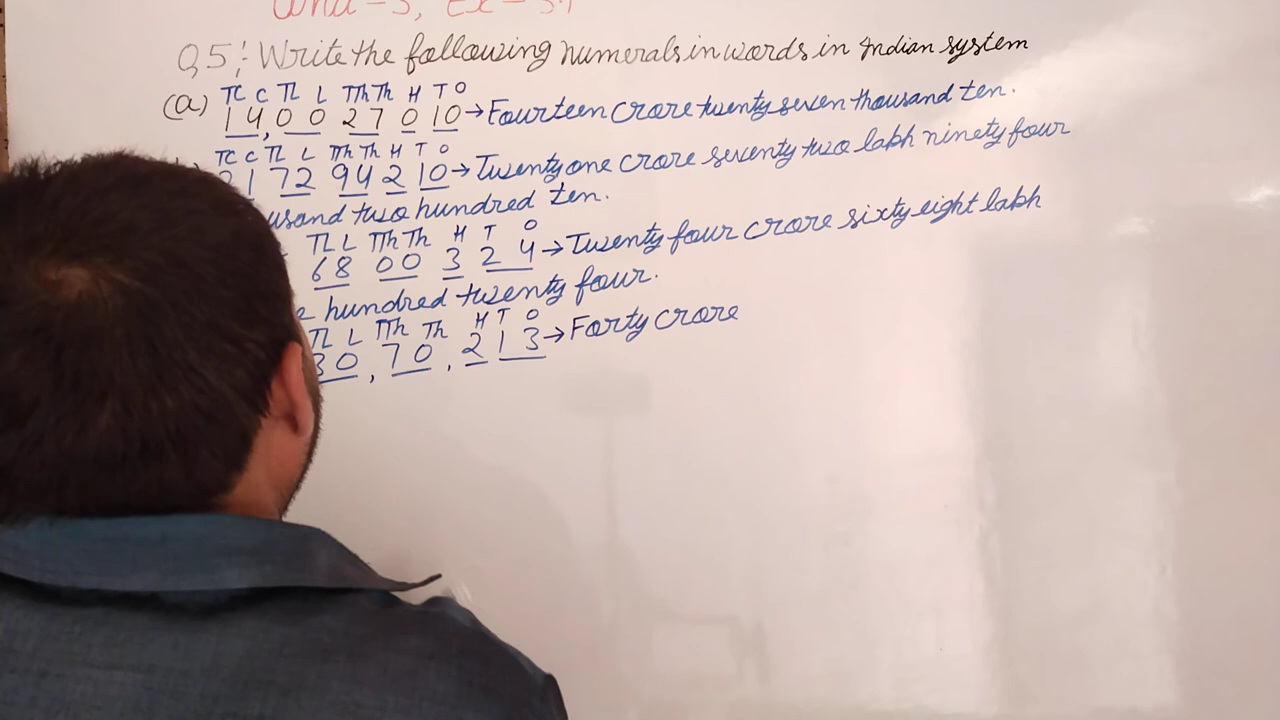 Q5: Write the following numerals in words in Indian system
TC C TL L TTh Th H T O
(a) 14,00 27 0 10 → Fourteen crore twenty seven thousand ten.
TC C TL L TTh Th H T O
21 72 94 2 10 → Twenty one crore seventy two lakh ninety four
two hundred ten.
TL L TTh Th H T O
68 00 3 2 4 → Twenty four crore sixty eight lakh
hundred twenty four.
TL L TTh Th H T O
30, 70, 2 1 3 → Forty crore